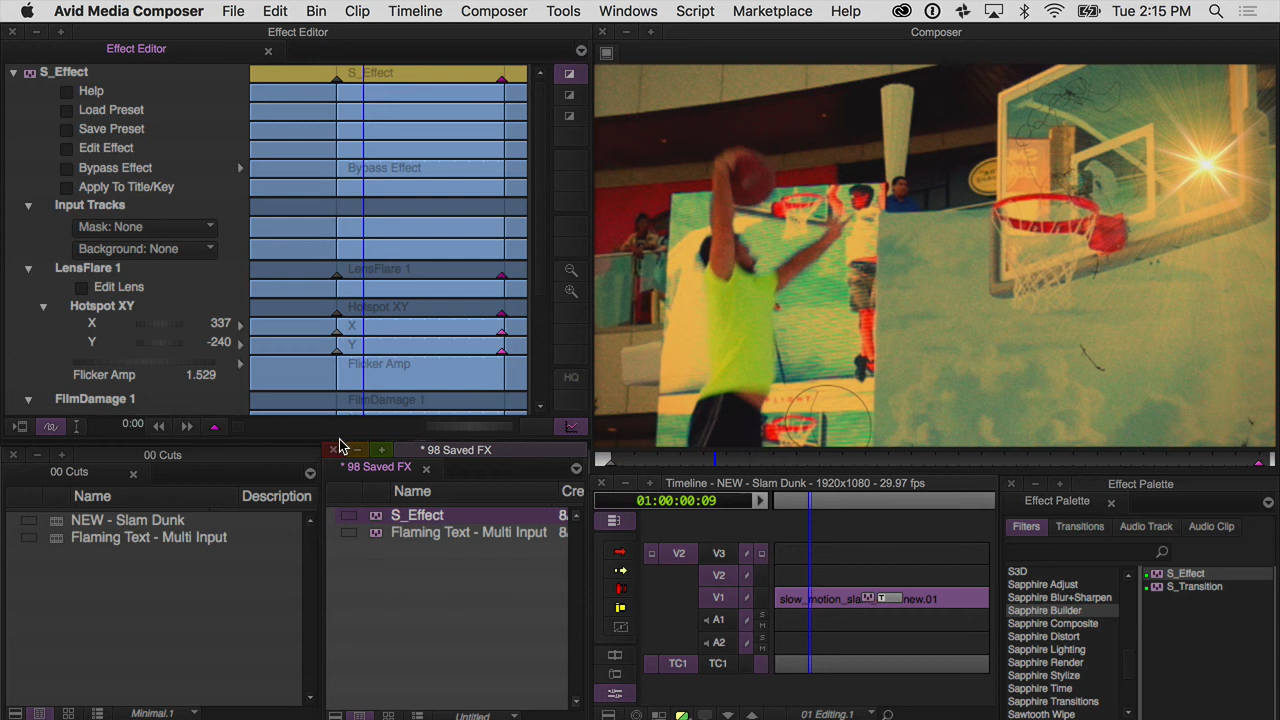 Avid Media Composer File Edit Bin Clip Timeline Composer Tools Windows Script Marketplace Help Tue 2:15 PM
Effect Editor
Effect Editor
S_Effect
S_Effect
Help
Load Preset
Save Preset
Edit Effect
Bypass Effect
Bypass Effect
Apply To Title/Key
Input Tracks
Mask: None
Background: None
LensFlare 1
LensFlare 1
Edit Lens
Hotspot XY
Hotspot XY
X 337
X
Y -240
Y
Flicker Amp
Flicker Amp 1.529
FilmDamage 1
FilmDamage 1
HQ
0:00
Composer
00 Cuts
00 Cuts
Name Description
NEW - Slam Dunk
Flaming Text - Multi Input
Minimal.1
* 98 Saved FX
* 98 Saved FX
Name Cre
S_Effect 8/
Flaming Text - Multi Input 8/
Untitled
Timeline - NEW - Slam Dunk - 1920x1080 - 29.97 fps
01:00:00:09
V2 V3
V2
V1
A1 S M
A2 S M
TC1 TC1
new.01
01 Editing.1
Effect Palette
Effect Palette
Filters Transitions Audio Track Audio Clip
S3D
Sapphire Adjust
Sapphire Blur+Sharpen
Sapphire Builder
Sapphire Composite
Sapphire Distort
Sapphire Lighting
Sapphire Render
Sapphire Stylize
Sapphire Time
Sapphire Transitions
Sawtooth Wipe
S_Effect
S_Transition